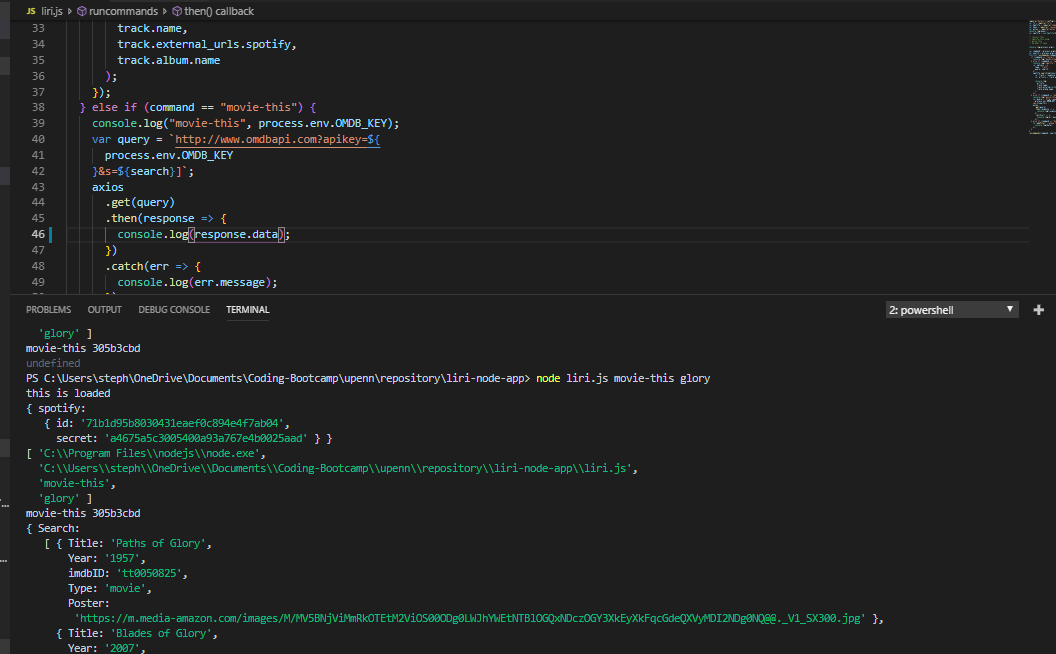 JS liri.js › runcommands › then() callback
33 track.name,
34 track.external_urls.spotify,
35 track.album.name
36 );
37 });
38 } else if (command == "movie-this") {
39 console.log("movie-this", process.env.OMDB_KEY);
40 var query = `http://www.omdbapi.com?apikey=${
41 process.env.OMDB_KEY
42 }&s=${search}]`;
43 axios
44 .get(query)
45 .then(response => {
46 console.log(response.data);
47 })
48 .catch(err => {
49 console.log(err.message);
PROBLEMS OUTPUT DEBUG CONSOLE TERMINAL 2: powershell
'glory' ]
movie-this 305b3cbd
undefined
PS C:\Users\steph\OneDrive\Documents\Coding-Bootcamp\upenn\repository\liri-node-app> node liri.js movie-this glory
this is loaded
{ spotify:
{ id: '71b1d95b8030431eaef0c894e4f7ab04',
secret: 'a4675a5c3005400a93a767e4b0025aad' } }
[ 'C:\\Program Files\\nodejs\\node.exe',
'C:\\Users\\steph\\OneDrive\\Documents\\Coding-Bootcamp\\upenn\\repository\\liri-node-app\\liri.js',
'movie-this',
'glory' ]
movie-this 305b3cbd
{ Search:
[ { Title: 'Paths of Glory',
Year: '1957',
imdbID: 'tt0050825',
Type: 'movie',
Poster:
'https://m.media-amazon.com/images/M/MV5BNjViMmRkOTEtM2ViOS00ODg0LWJhYWEtNTBlOGQxNDczOGY3XkEyXkFqcGdeQXVyMDI2NDg0NQ@@._V1_SX300.jpg' },
{ Title: 'Blades of Glory',
Year: '2007',